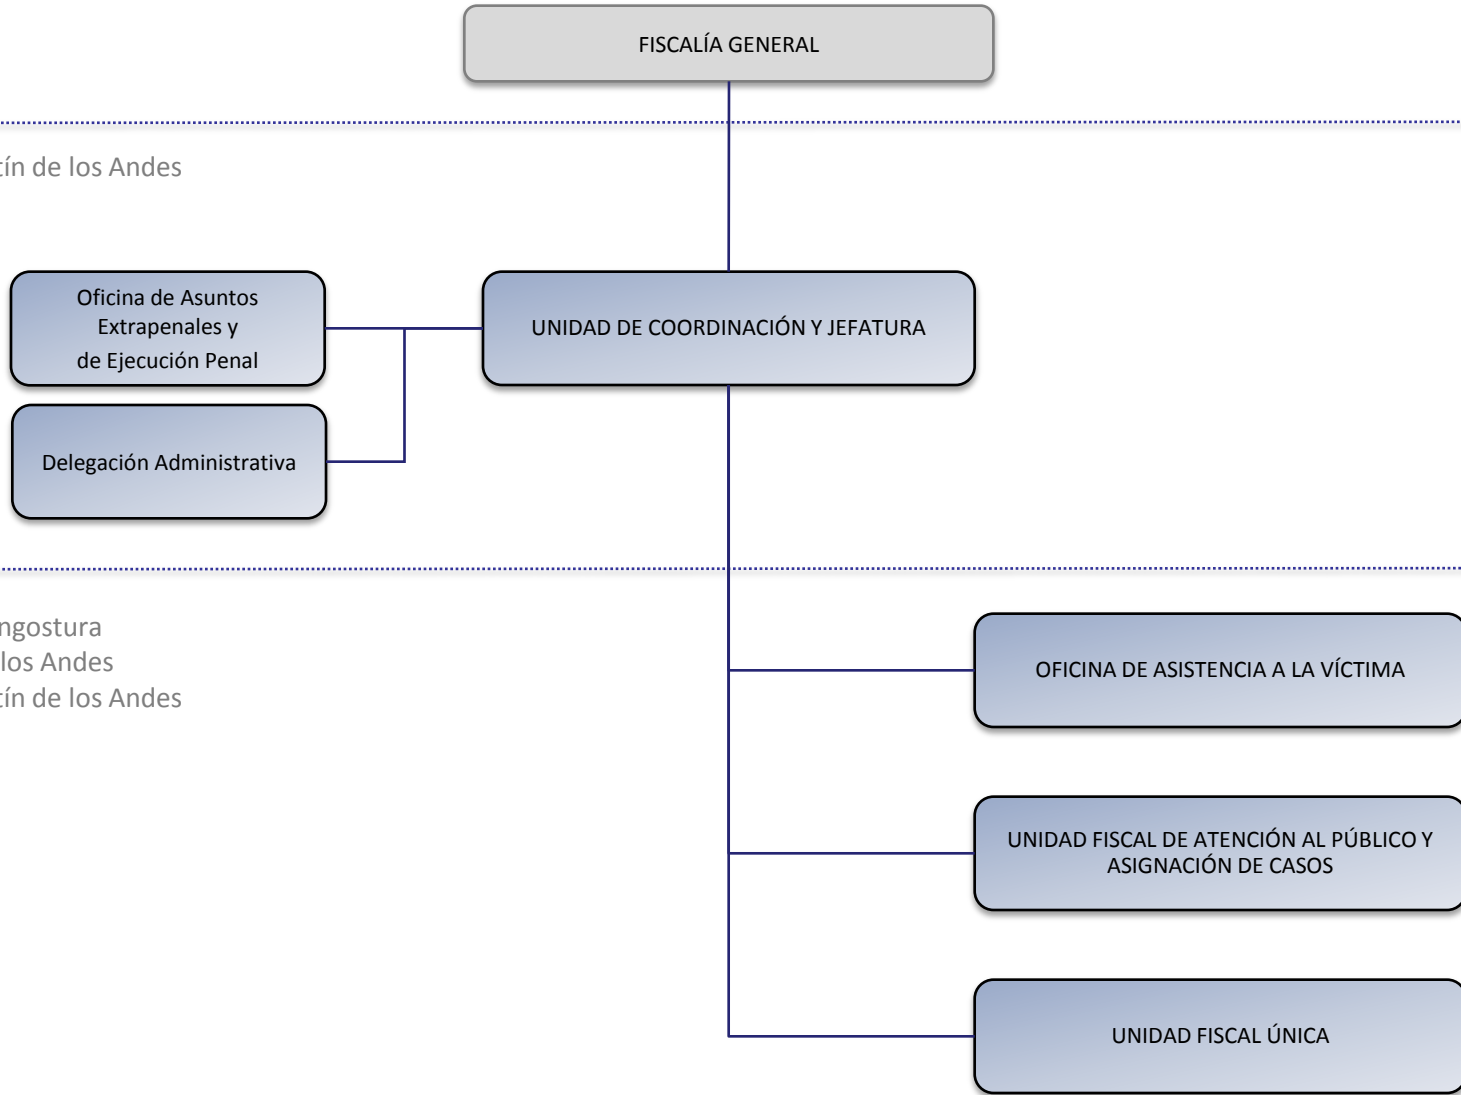 FISCALÍA GENERAL
tín de los Andes
Oficina de Asuntos
Extrapenales y
de Ejecución Penal
UNIDAD DE COORDINACIÓN Y JEFATURA
Delegación Administrativa
ngostura
los Andes
tín de los Andes
OFICINA DE ASISTENCIA A LA VÍCTIMA
UNIDAD FISCAL DE ATENCIÓN AL PÚBLICO Y
ASIGNACIÓN DE CASOS
UNIDAD FISCAL ÚNICA